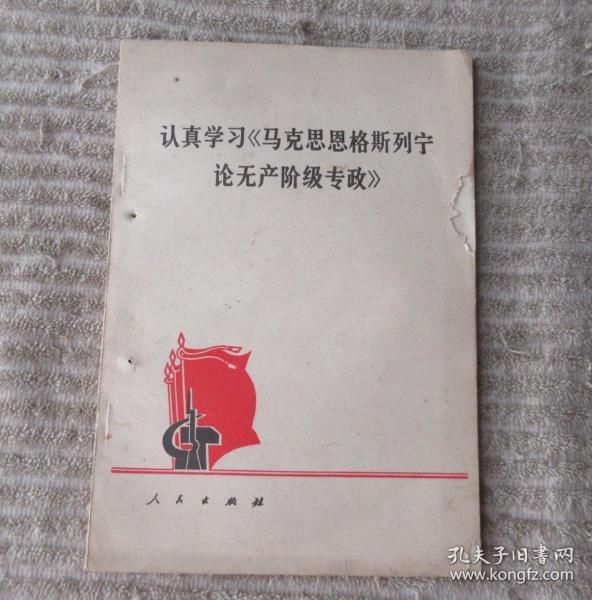 认真学习《马克思恩格斯列宁
论无产阶级专政》
人民出版社
孔夫子旧書网
www.kongfz.com